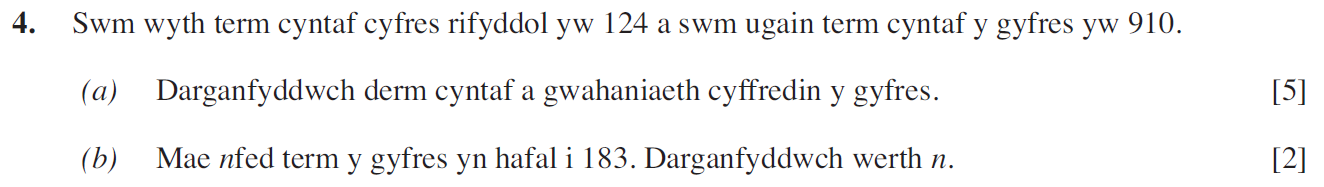 4. Swm wyth term cyntaf cyfres rifyddol yw 124 a swm ugain term cyntaf y gyfres yw 910.
(a) Darganfyddwch derm cyntaf a gwahaniaeth cyffredin y gyfres. [5]
(b) Mae nfed term y gyfres yn hafal i 183. Darganfyddwch werth n. [2]